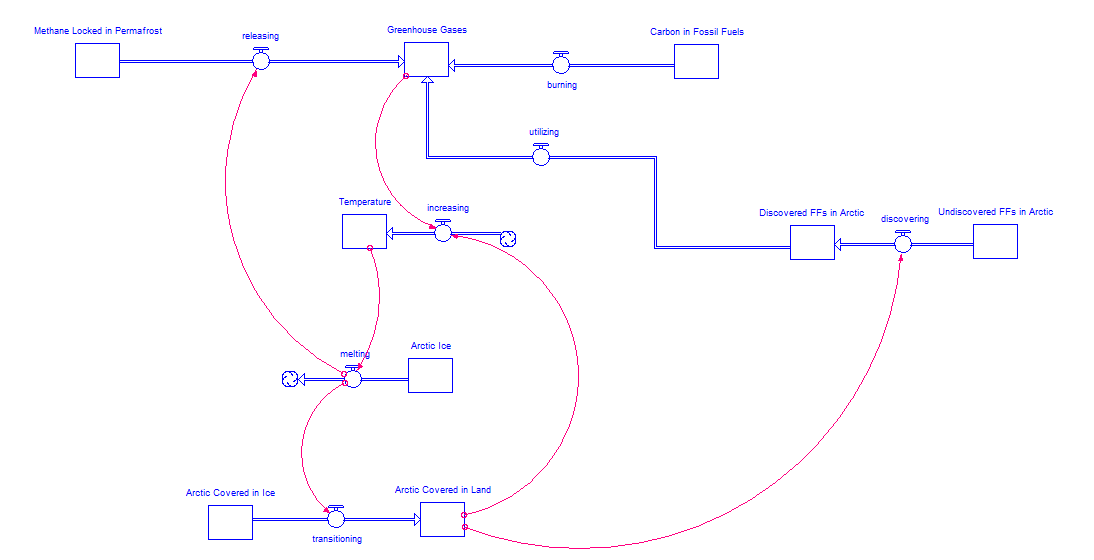 Methane Locked in Permafrost
releasing
Greenhouse Gases
Carbon in Fossil Fuels
burning
utilizing
Temperature
increasing
Discovered FFs in Arctic
discovering
Undiscovered FFs in Arctic
melting
Arctic Ice
Arctic Covered in Ice
Arctic Covered in Land
transitioning